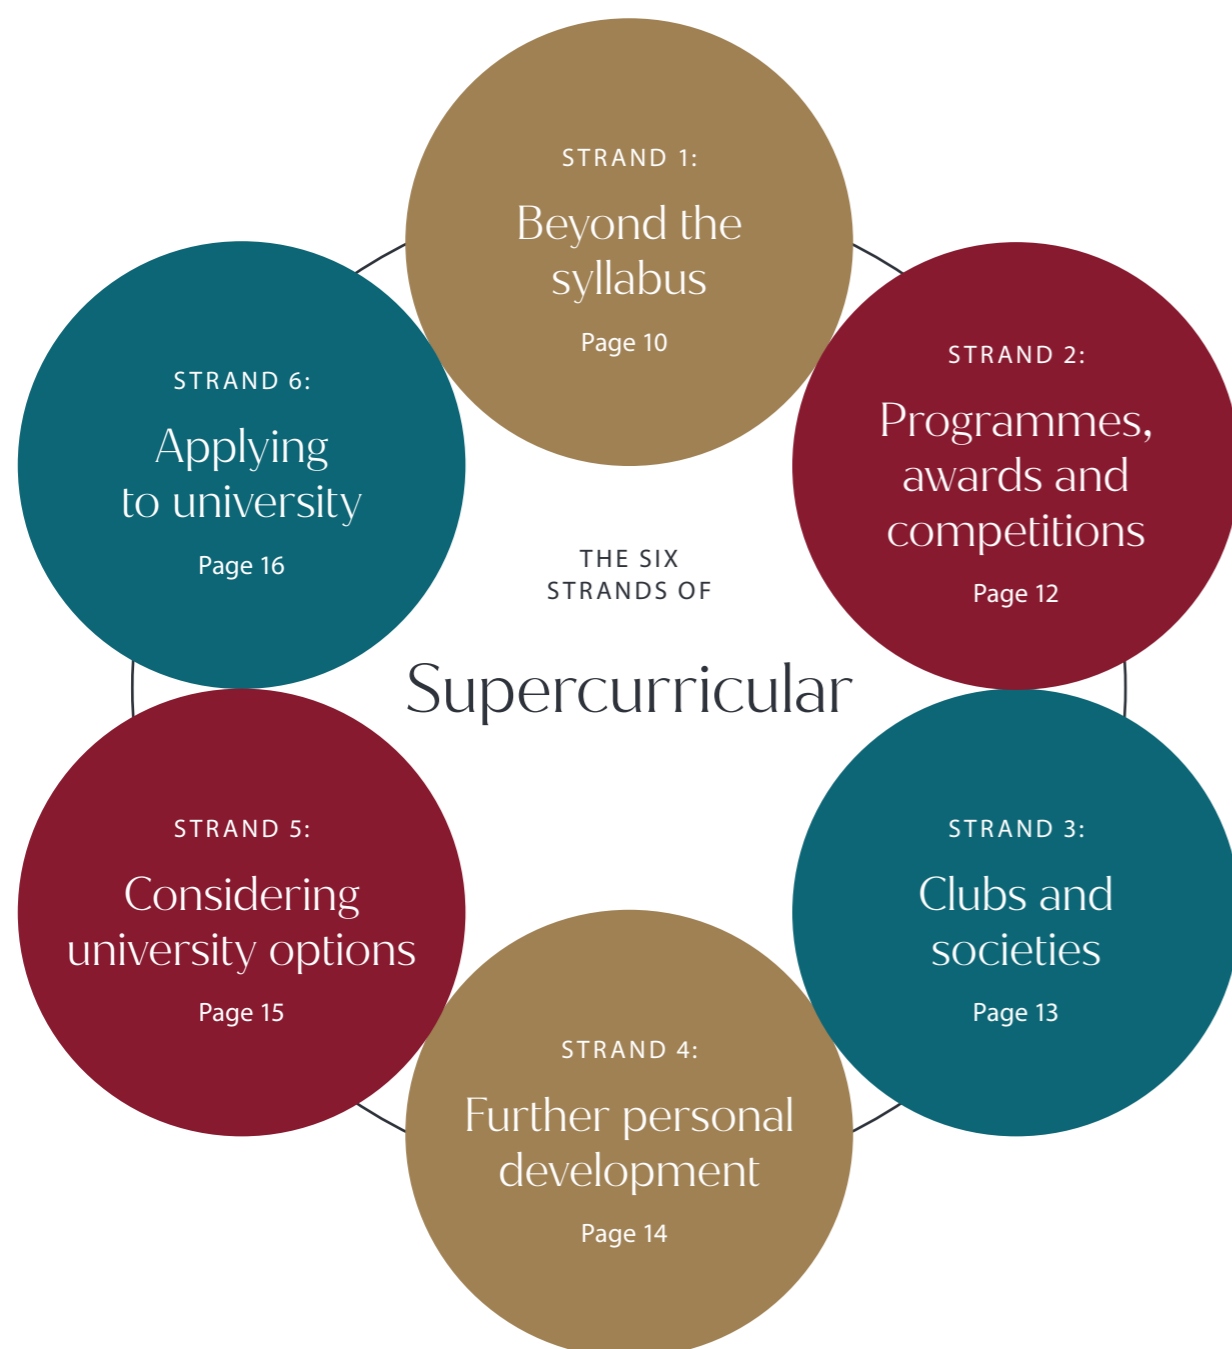 STRAND 1:
Beyond the
syllabus
Page 10
STRAND 2:
Programmes,
awards and
competitions
Page 12
STRAND 3:
Clubs and
societies
Page 13
STRAND 4:
Further personal
development
Page 14
STRAND 5:
Considering
university options
Page 15
STRAND 6:
Applying
to university
Page 16
THE SIX
STRANDS OF
Supercurricular